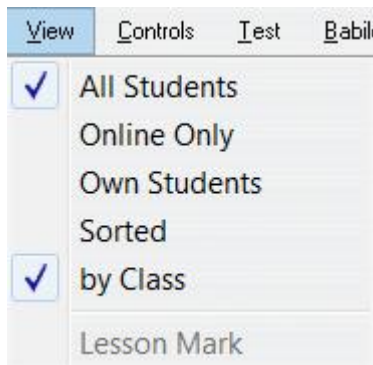 View Controls Test Babil
All Students
Online Only
Own Students
Sorted
by Class
Lesson Mark